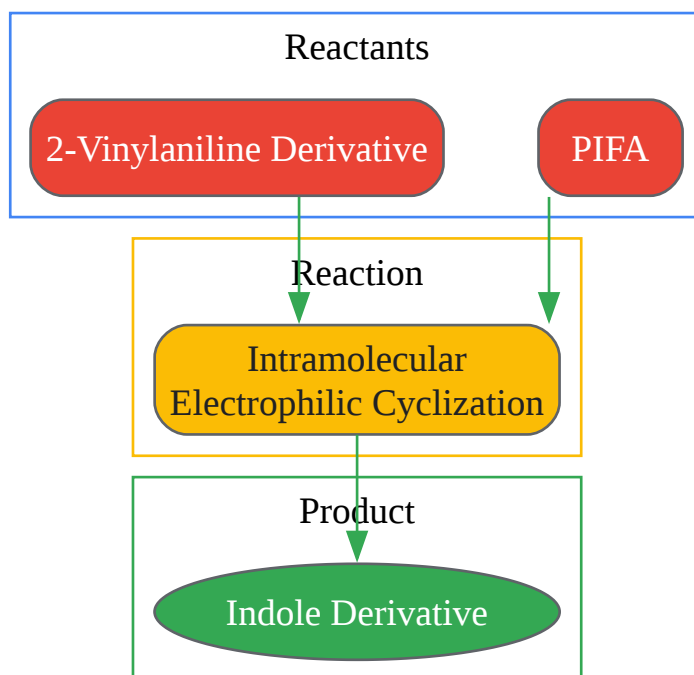 Reactants
2-Vinylaniline Derivative
PIFA
Reaction
Intramolecular
Electrophilic Cyclization
Product
Indole Derivative